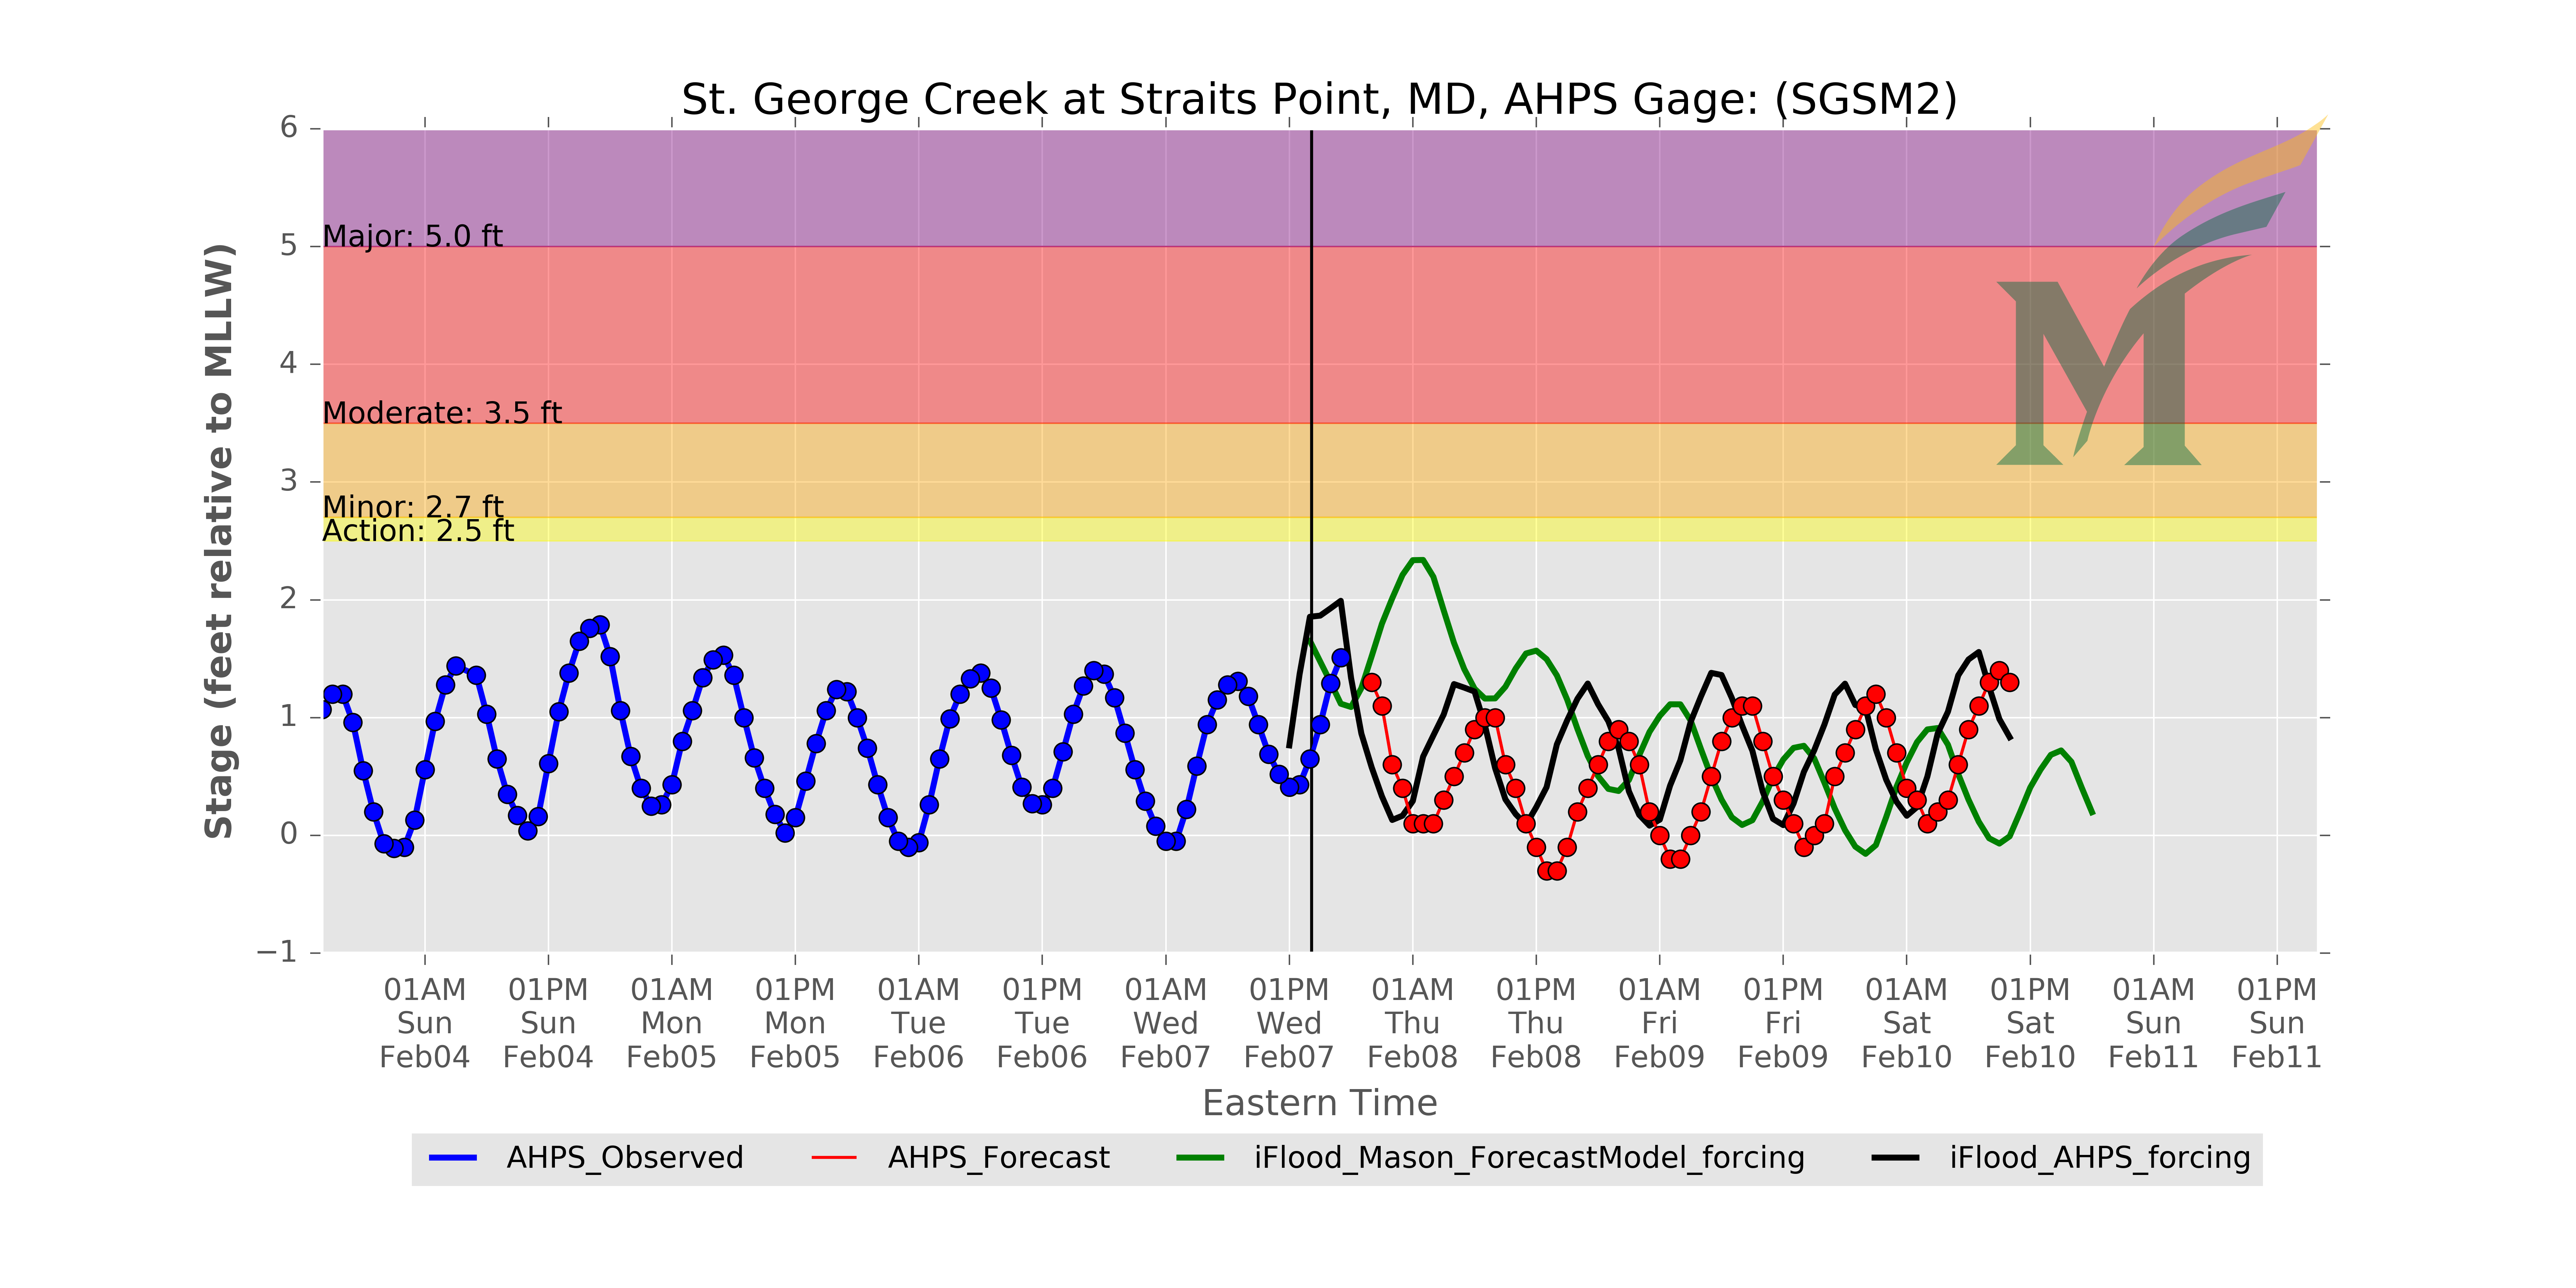 St. George Creek at Straits Point, MD, AHPS Gage: (SGSM2)
Stage (feet relative to MLLW)
6
5
4
3
2
1
0
−1
Major: 5.0 ft
Moderate: 3.5 ft
Minor: 2.7 ft
Action: 2.5 ft
M
01AM 01PM 01AM 01PM 01AM 01PM 01AM 01PM 01AM 01PM 01AM 01PM 01AM 01PM 01AM 01PM
Sun Sun Mon Mon Tue Tue Wed Wed Thu Thu Fri Fri Sat Sat Sun Sun
Feb04 Feb04 Feb05 Feb05 Feb06 Feb06 Feb07 Feb07 Feb08 Feb08 Feb09 Feb09 Feb10 Feb10 Feb11 Feb11
Eastern Time
AHPS_Observed AHPS_Forecast iFlood_Mason_ForecastModel_forcing iFlood_AHPS_forcing